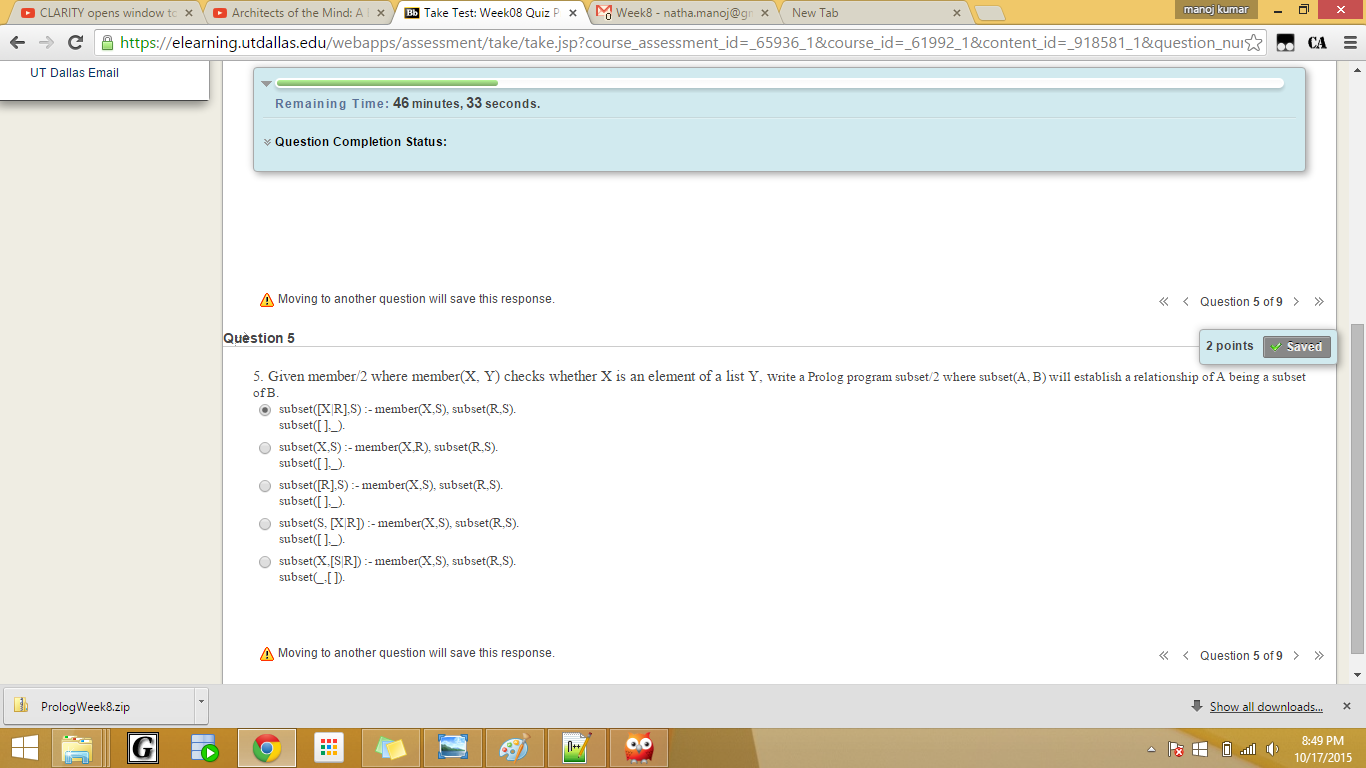 CLARITY opens window to
Architects of the Mind: A
Take Test: Week08 Quiz P
Week8 - natha.manoj@gm
New Tab
manoj kumar
https://elearning.utdallas.edu/webapps/assessment/take/take.jsp?course_assessment_id=_65936_1&course_id=_61992_1&content_id=_918581_1&question_nu
CA
UT Dallas Email
Remaining Time: 46 minutes, 33 seconds.
Question Completion Status:
Moving to another question will save this response.
Question 5 of 9
Question 5
2 points
Saved
5. Given member/2 where member(X, Y) checks whether X is an element of a list Y, write a Prolog program subset/2 where subset(A, B) will establish a relationship of A being a subset
of B.
subset([X|R],S) :- member(X,S), subset(R,S).
subset([ ],_).
subset(X,S) :- member(X,R), subset(R,S).
subset([ ],_).
subset([R],S) :- member(X,S), subset(R,S).
subset([ ],_).
subset(S, [X|R]) :- member(X,S), subset(R,S).
subset([ ],_).
subset(X,[S|R]) :- member(X,S), subset(R,S).
subset(_,[ ]).
Moving to another question will save this response.
Question 5 of 9
PrologWeek8.zip
Show all downloads...
8:49 PM
10/17/2015